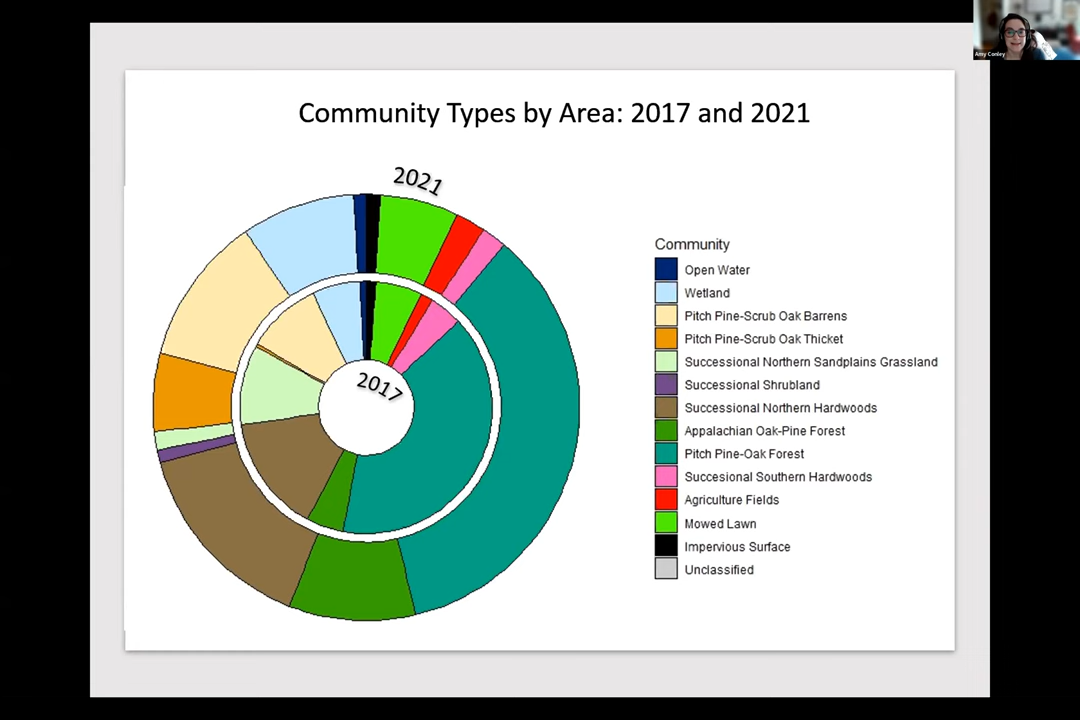 Amy Conley
Community Types by Area: 2017 and 2021
2021
2017
Community
Open Water
Wetland
Pitch Pine-Scrub Oak Barrens
Pitch Pine-Scrub Oak Thicket
Successional Northern Sandplains Grassland
Successional Shrubland
Successional Northern Hardwoods
Appalachian Oak-Pine Forest
Pitch Pine-Oak Forest
Succesional Southern Hardwoods
Agriculture Fields
Mowed Lawn
Impervious Surface
Unclassified